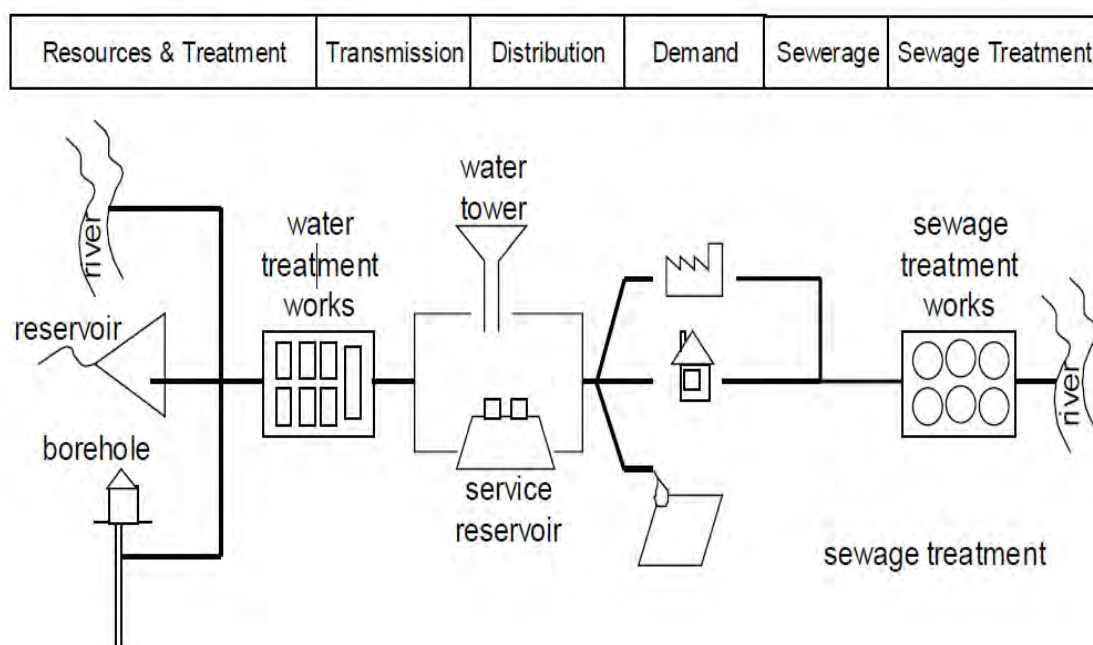 Resources & Treatment
Transmission
Distribution
Demand
Sewerage
Sewage Treatment
river
reservoir
borehole
water
treatment
works
water
tower
service
reservoir
sewage
treatment
works
river
sewage treatment